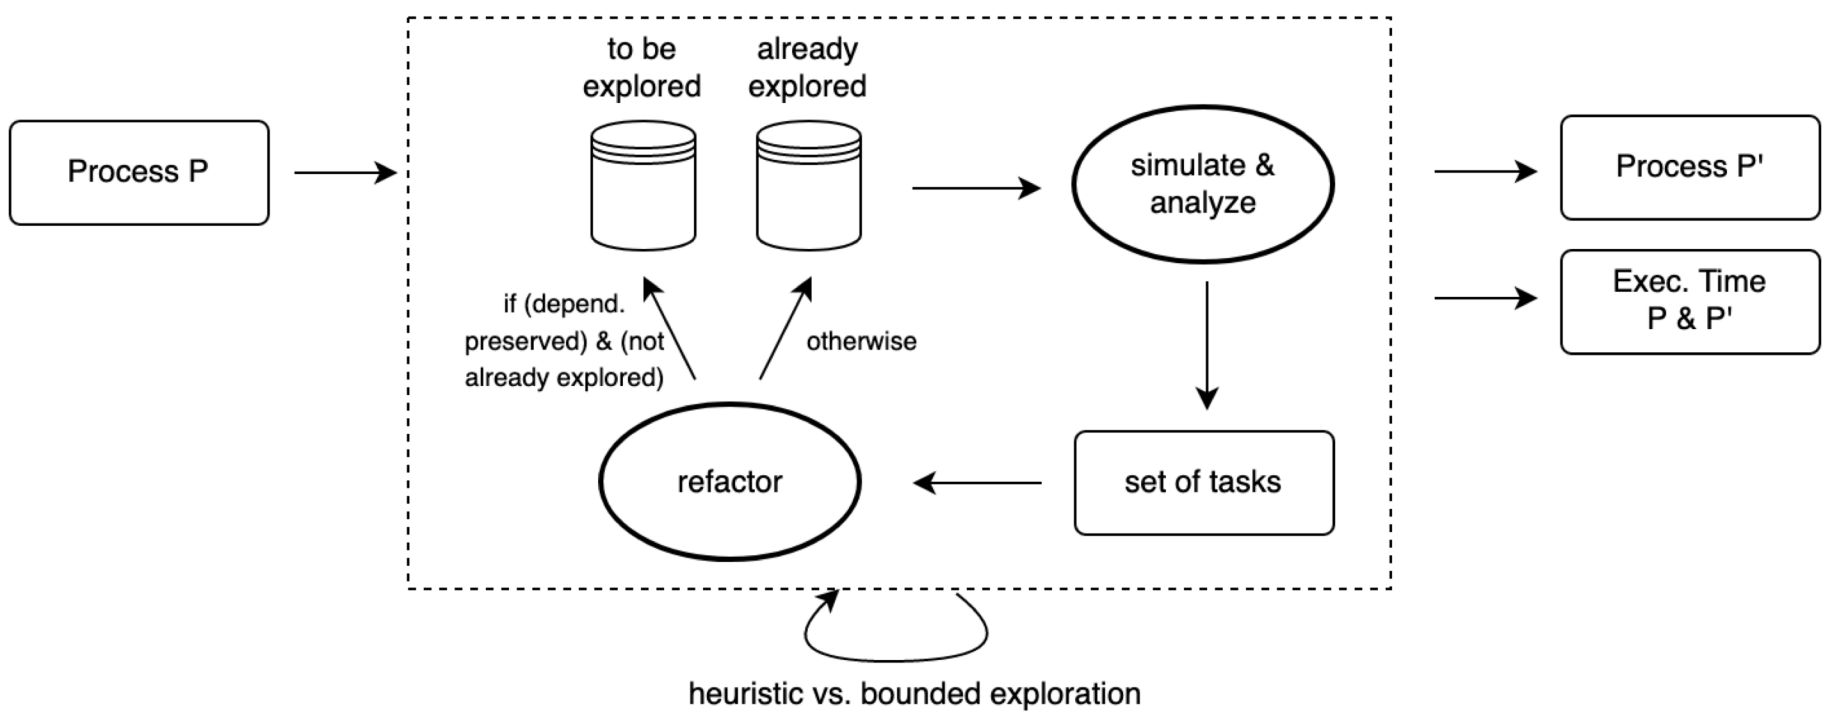 Process P
to be
explored
already
explored
simulate &
analyze
Process P'
Exec. Time
P & P'
if (depend.
preserved) & (not
already explored)
otherwise
refactor
set of tasks
heuristic vs. bounded exploration